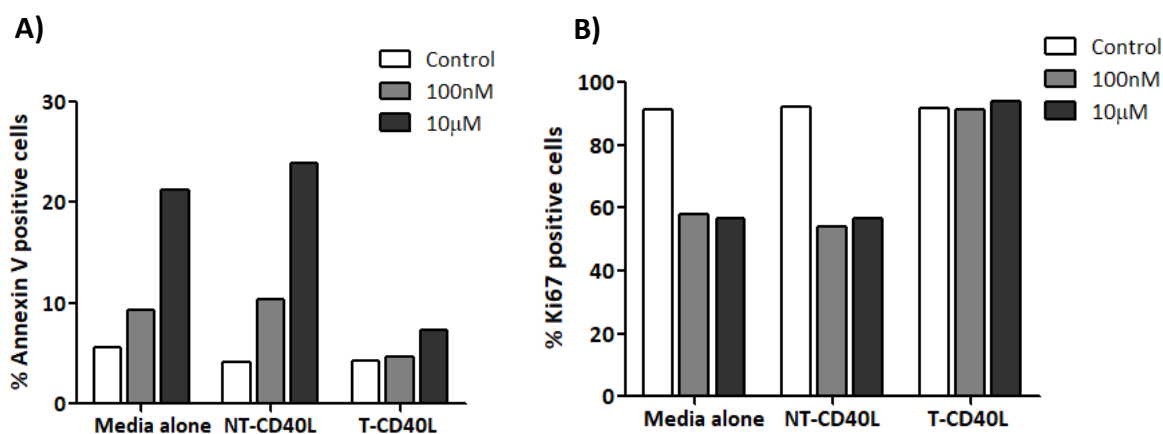 A)
Control
100nM
10μM
% Annexin V positive cells
30
20
10
0
Media alone NT-CD40L T-CD40L
B)
Control
100nM
10μM
% Ki67 positive cells
100
80
60
40
20
0
Media alone NT-CD40L T-CD40L